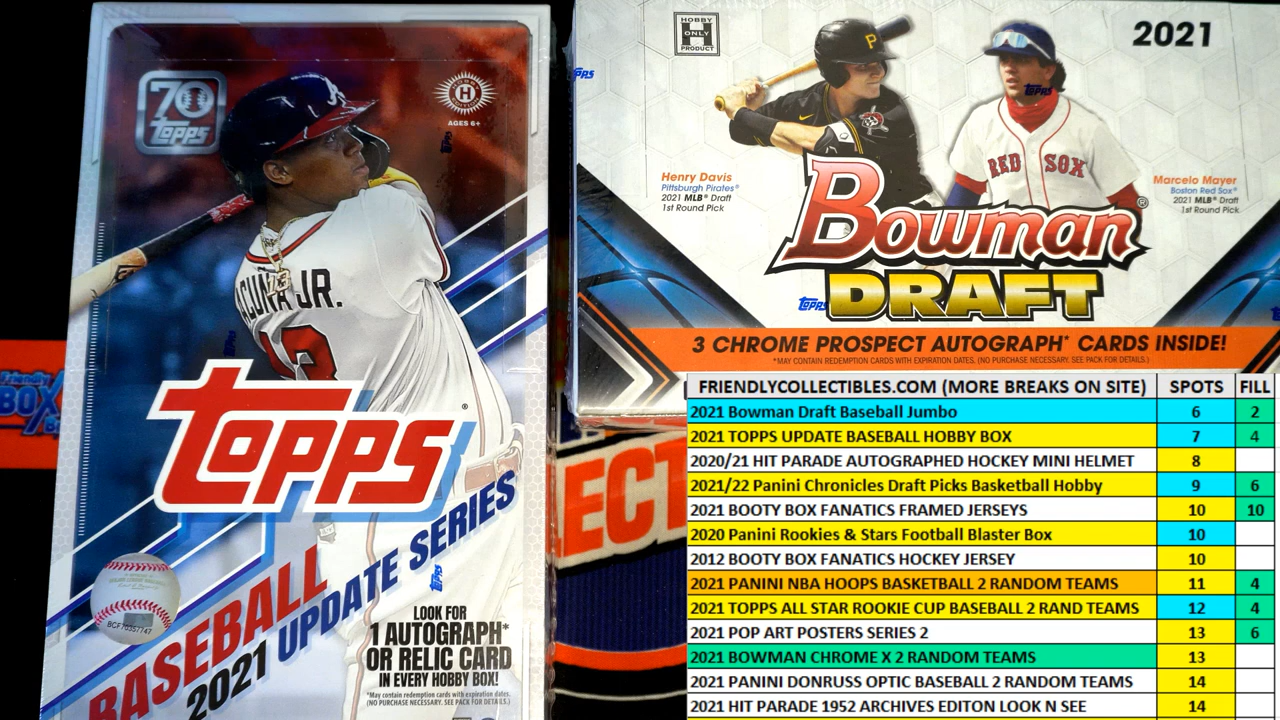 70
Topps
H
AGES 6+
ACUÑA JR.
13
Topps
BASEBALL
2021 UPDATE SERIES
BCF70357747
LOOK FOR
1 AUTOGRAPH*
OR RELIC CARD
IN EVERY HOBBY BOX!
*May contain redemption cards with expiration dates.
(NO PURCHASE NECESSARY. SEE PACK FOR DETAILS.)
Friendly
BOX
HOBBY
H
ONLY
PRODUCT
2021
P
RED SOX
Henry Davis
Pittsburgh Pirates®
2021 MLB® Draft
1st Round Pick
Marcelo Mayer
Boston Red Sox®
2021 MLB® Draft
1st Round Pick
Bowman®
Topps
DRAFT
3 CHROME PROSPECT AUTOGRAPH* CARDS INSIDE!
*MAY CONTAIN REDEMPTION CARDS WITH EXPIRATION DATES. (NO PURCHASE NECESSARY. SEE PACK FOR DETAILS.)
LECT
FRIENDLYCOLLECTIBLES.COM (MORE BREAKS ON SITE) SPOTS FILL
2021 Bowman Draft Baseball Jumbo 6 2
2021 TOPPS UPDATE BASEBALL HOBBY BOX 7 4
2020/21 HIT PARADE AUTOGRAPHED HOCKEY MINI HELMET 8
2021/22 Panini Chronicles Draft Picks Basketball Hobby 9 6
2021 BOOTY BOX FANATICS FRAMED JERSEYS 10 10
2020 Panini Rookies & Stars Football Blaster Box 10
2012 BOOTY BOX FANATICS HOCKEY JERSEY 10
2021 PANINI NBA HOOPS BASKETBALL 2 RANDOM TEAMS 11 4
2021 TOPPS ALL STAR ROOKIE CUP BASEBALL 2 RAND TEAMS 12 4
2021 POP ART POSTERS SERIES 2 13 6
2021 BOWMAN CHROME X 2 RANDOM TEAMS 13
2021 PANINI DONRUSS OPTIC BASEBALL 2 RANDOM TEAMS 14
2021 HIT PARADE 1952 ARCHIVES EDITON LOOK N SEE 14